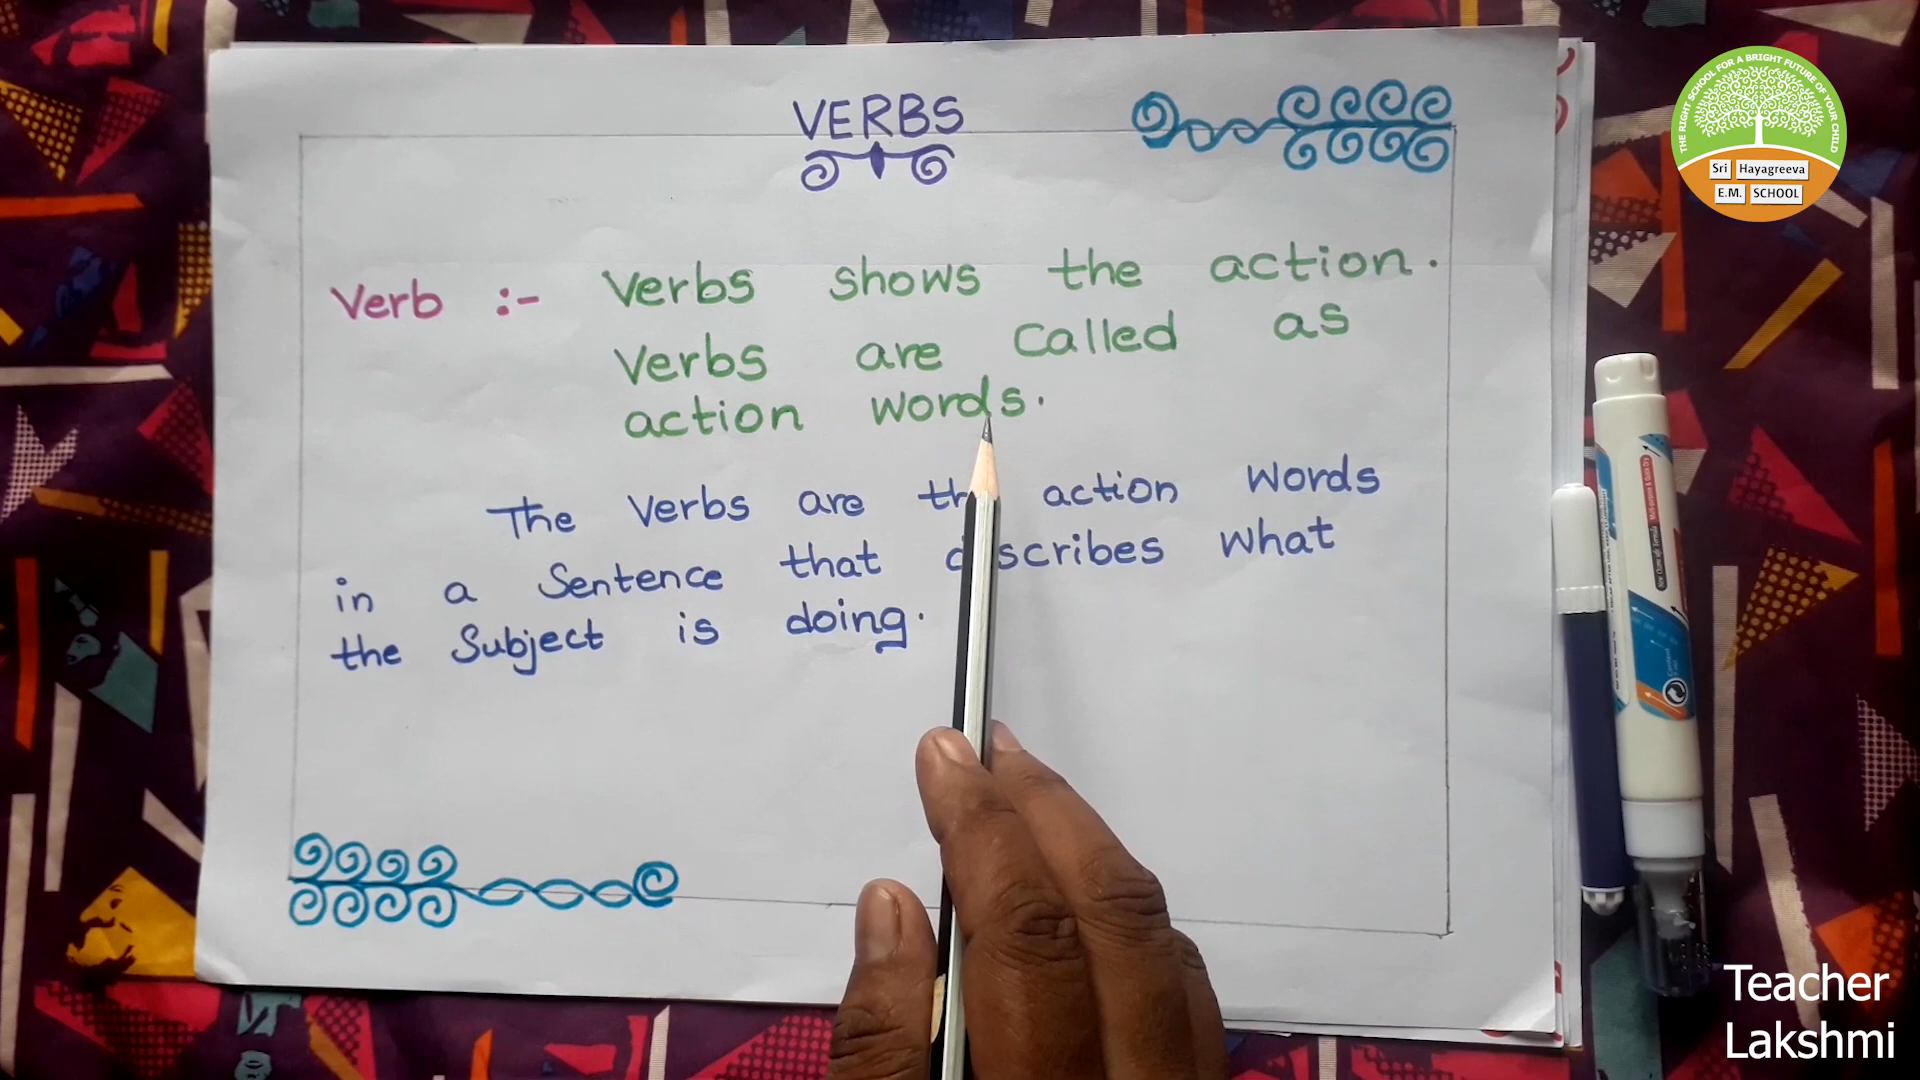 VERBS
Verb :- Verbs shows the action.
Verbs are called as
action words.
The Verbs are the action words
in a Sentence that describes what
the Subject is doing.
THE RIGHT SCHOOL FOR A BRIGHT FUTURE OF YOUR CHILD
Sri Hayagreeva
E.M. SCHOOL
Teacher
Lakshmi